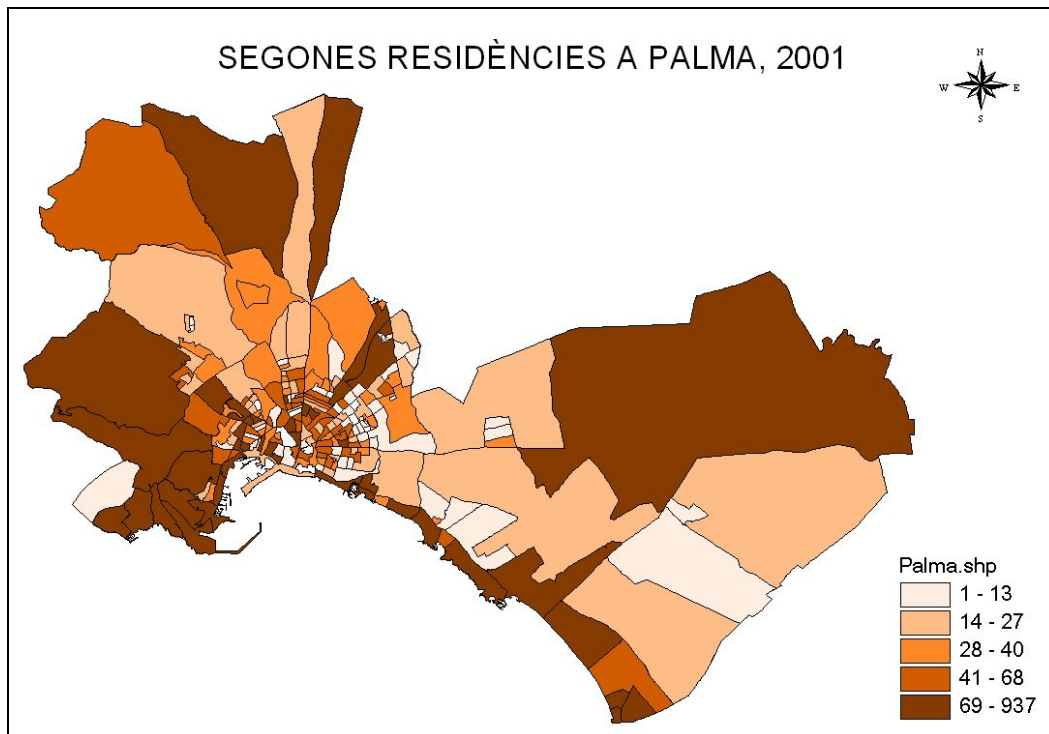 SEGONES RESIDÈNCIES A PALMA, 2001
N
W E
S
Palma.shp
1 - 13
14 - 27
28 - 40
41 - 68
69 - 937